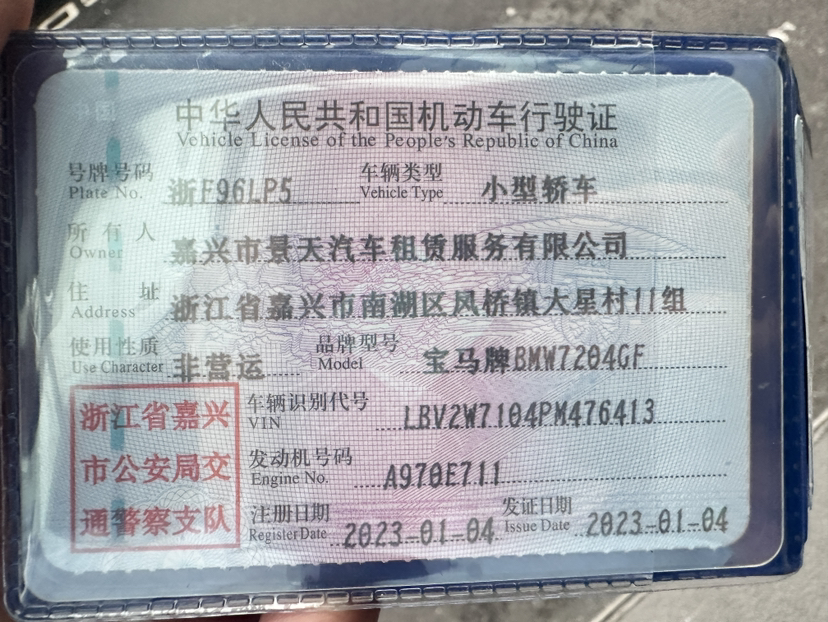 中华人民共和国机动车行驶证
Vehicle License of the People's Republic of China
号牌号码 浙F96LP5 车辆类型 小型轿车
Plate No. Vehicle Type
所有人 嘉兴市景天汽车租赁服务有限公司
Owner
住址 浙江省嘉兴市南湖区凤桥镇大星村11组
Address
使用性质 非营运 品牌型号 宝马牌BMW7204GF
Use Character Model
浙江省嘉兴 车辆识别代号 LBV2W7104PM476413
VIN
市公安局交 发动机号码 A970E711
Engine No.
通警察支队 注册日期 2023-01-04 发证日期 2023-01-04
Register Date Issue Date